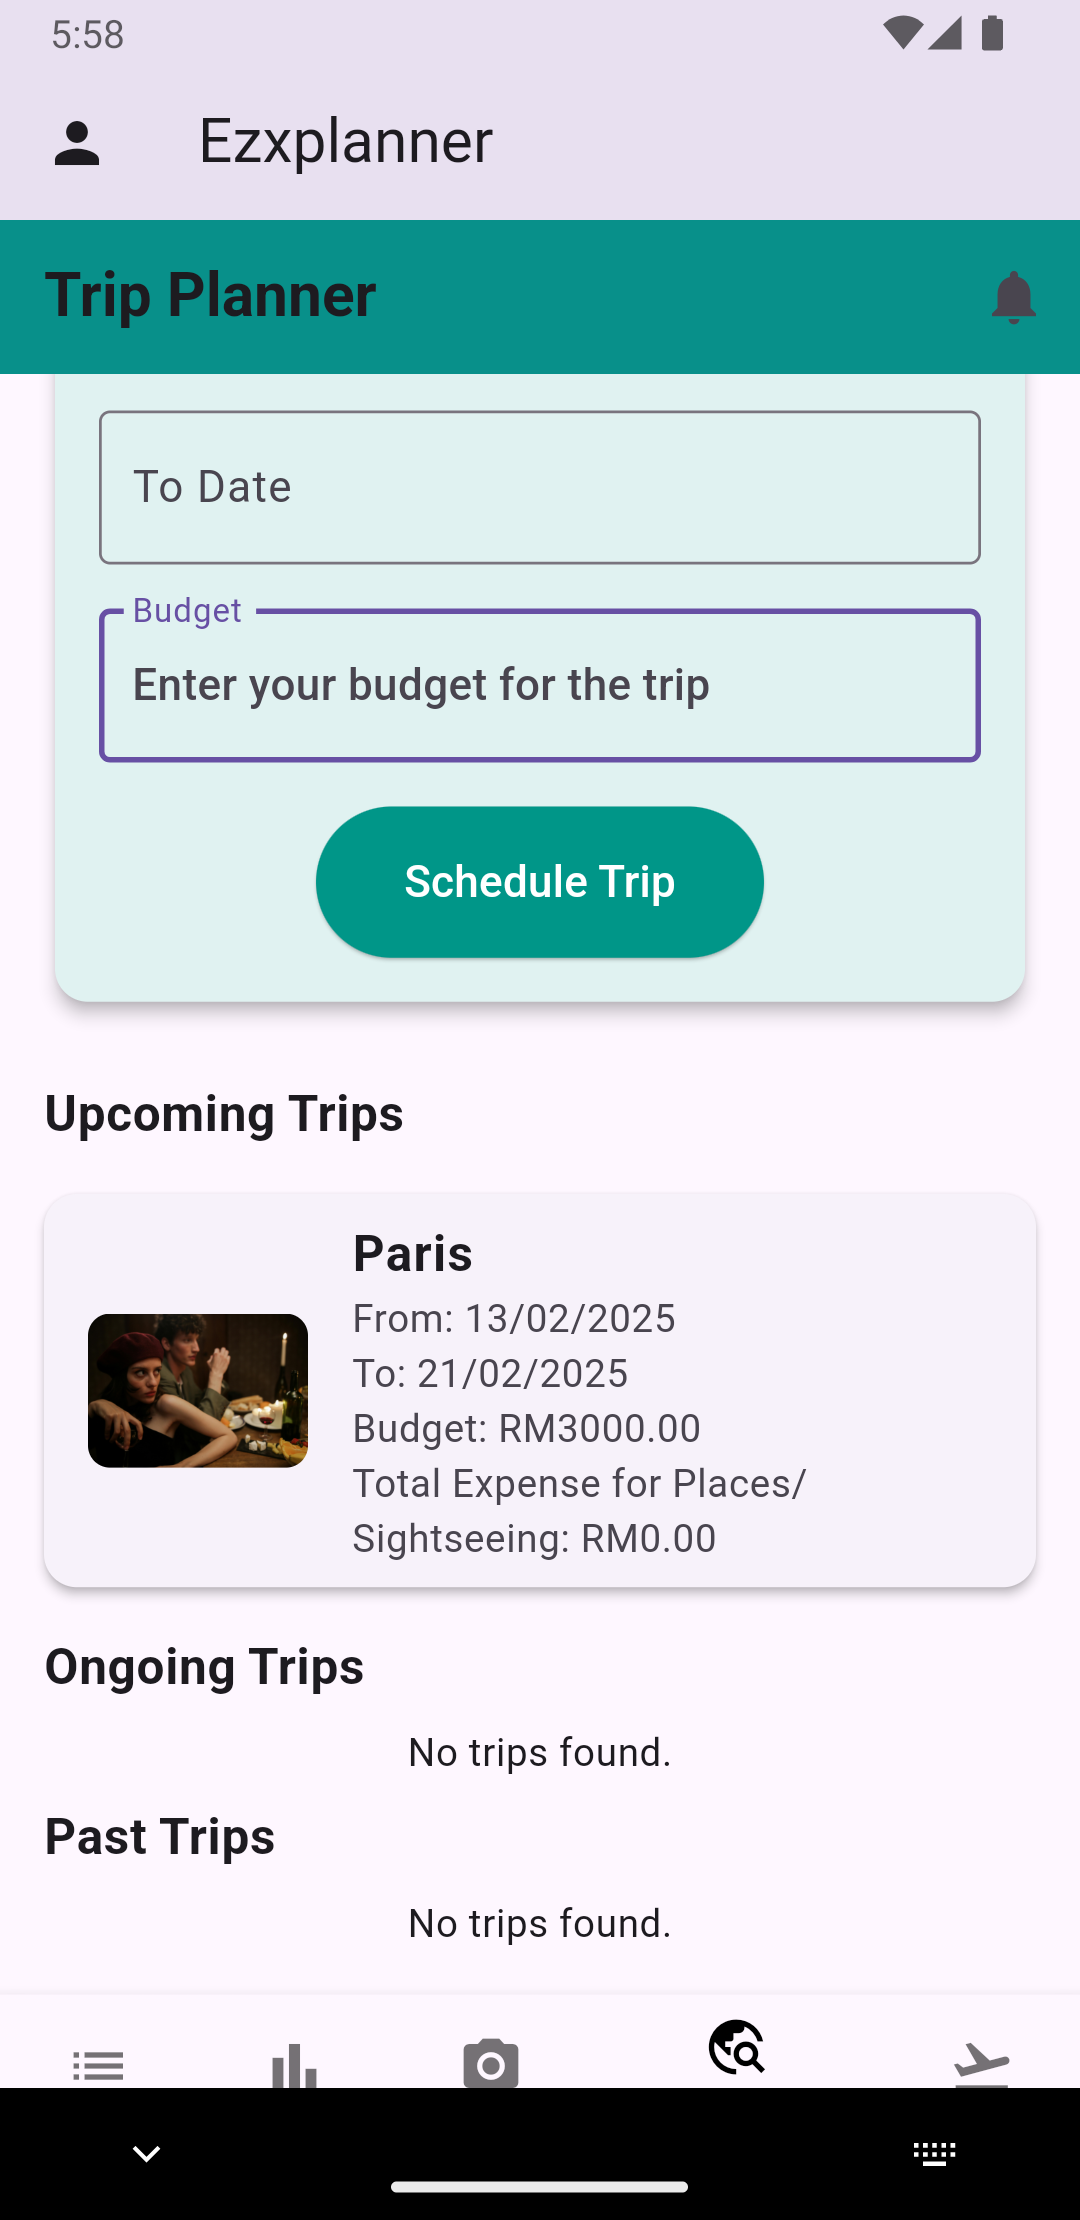 5:58
Ezxplanner
Trip Planner
To Date
Budget
Enter your budget for the trip
Schedule Trip
Upcoming Trips
Paris
From: 13/02/2025
To: 21/02/2025
Budget: RM3000.00
Total Expense for Places/
Sightseeing: RM0.00
Ongoing Trips
No trips found.
Past Trips
No trips found.